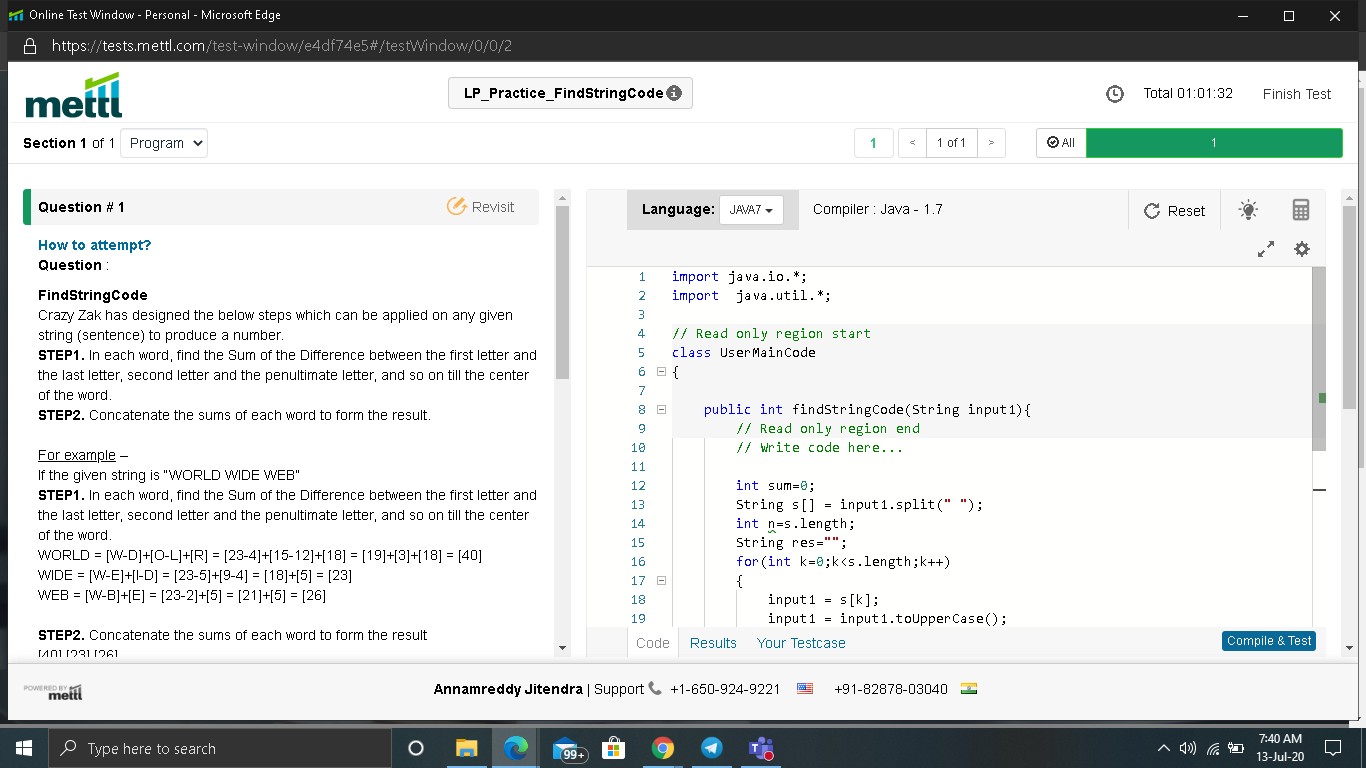 Online Test Window - Personal - Microsoft Edge
https://tests.mettl.com/test-window/e4df74e5#/testWindow/0/0/2
mettl
LP_Practice_FindStringCode
Total 01:01:32
Finish Test
Section 1 of 1
Program
1
<
1 of 1
>
All
1
Question # 1
Revisit
How to attempt?
Question :
FindStringCode
Crazy Zak has designed the below steps which can be applied on any given
string (sentence) to produce a number.
STEP1. In each word, find the Sum of the Difference between the first letter and
the last letter, second letter and the penultimate letter, and so on till the center
of the word.
STEP2. Concatenate the sums of each word to form the result.
For example –
If the given string is "WORLD WIDE WEB"
STEP1. In each word, find the Sum of the Difference between the first letter and
the last letter, second letter and the penultimate letter, and so on till the center
of the word.
WORLD = [W-D]+[O-L]+[R] = [23-4]+[15-12]+[18] = [19]+[3]+[18] = [40]
WIDE = [W-E]+[I-D] = [23-5]+[9-4] = [18]+[5] = [23]
WEB = [W-B]+[E] = [23-2]+[5] = [21]+[5] = [26]
STEP2. Concatenate the sums of each word to form the result
[40] [23] [26]
Language: JAVA7
Compiler : Java - 1.7
Reset
1 import java.io.*;
2 import  java.util.*;
3
4 // Read only region start
5 class UserMainCode
6 {
7
8     public int findStringCode(String input1){
9         // Read only region end
10         // Write code here...
11
12         int sum=0;
13         String s[] = input1.split(" ");
14         int n=s.length;
15         String res="";
16         for(int k=0;k<s.length;k++)
17         {
18             input1 = s[k];
19             input1 = input1.toUpperCase();
Code
Results
Your Testcase
Compile & Test
POWERED BY mettl
Annamreddy Jitendra | Support +1-650-924-9221 +91-82878-03040
Type here to search
99+
7:40 AM
13-Jul-20